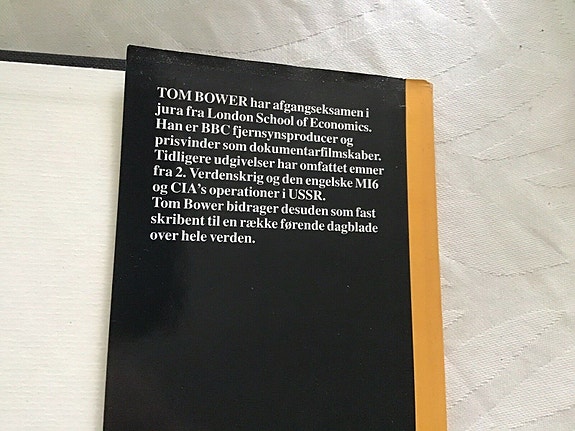 TOM BOWER har afgangseksamen i
jura fra London School of Economics.
Han er BBC fjernsynsproducer og
prisvinder som dokumentarfilmskaber.
Tidligere udgivelser har omfattet emner
fra 2. Verdenskrig og den engelske MI6
og CIA's operationer i USSR.
Tom Bower bidrager desuden som fast
skribent til en række førende dagblade
over hele verden.